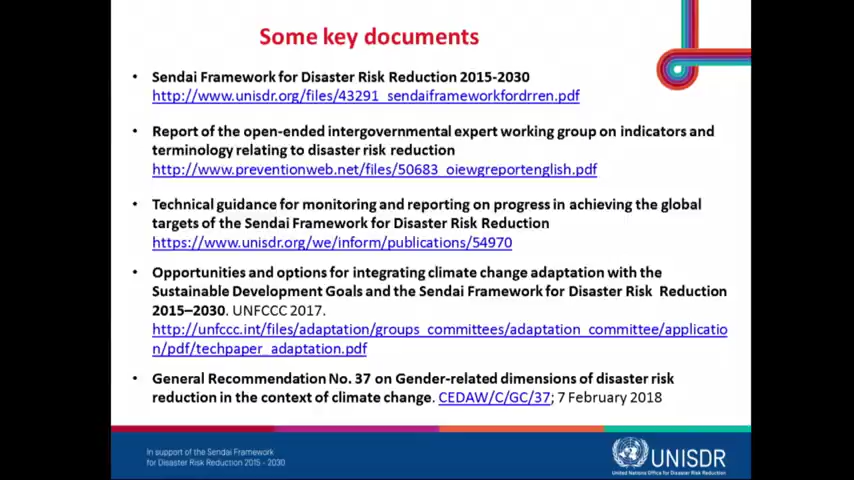 Some key documents
• Sendai Framework for Disaster Risk Reduction 2015-2030
http://www.unisdr.org/files/43291_sendaiframeworkfordrren.pdf
• Report of the open-ended intergovernmental expert working group on indicators and
terminology relating to disaster risk reduction
http://www.preventionweb.net/files/50683_oiewgreportenglish.pdf
• Technical guidance for monitoring and reporting on progress in achieving the global
targets of the Sendai Framework for Disaster Risk Reduction
https://www.unisdr.org/we/inform/publications/54970
• Opportunities and options for integrating climate change adaptation with the
Sustainable Development Goals and the Sendai Framework for Disaster Risk Reduction
2015–2030. UNFCCC 2017.
http://unfccc.int/files/adaptation/groups_committees/adaptation_committee/applicatio
n/pdf/techpaper_adaptation.pdf
• General Recommendation No. 37 on Gender-related dimensions of disaster risk
reduction in the context of climate change. CEDAW/C/GC/37; 7 February 2018
In support of the Sendai Framework
for Disaster Risk Reduction 2015 - 2030
UNISDR
United Nations Office for Disaster Risk Reduction